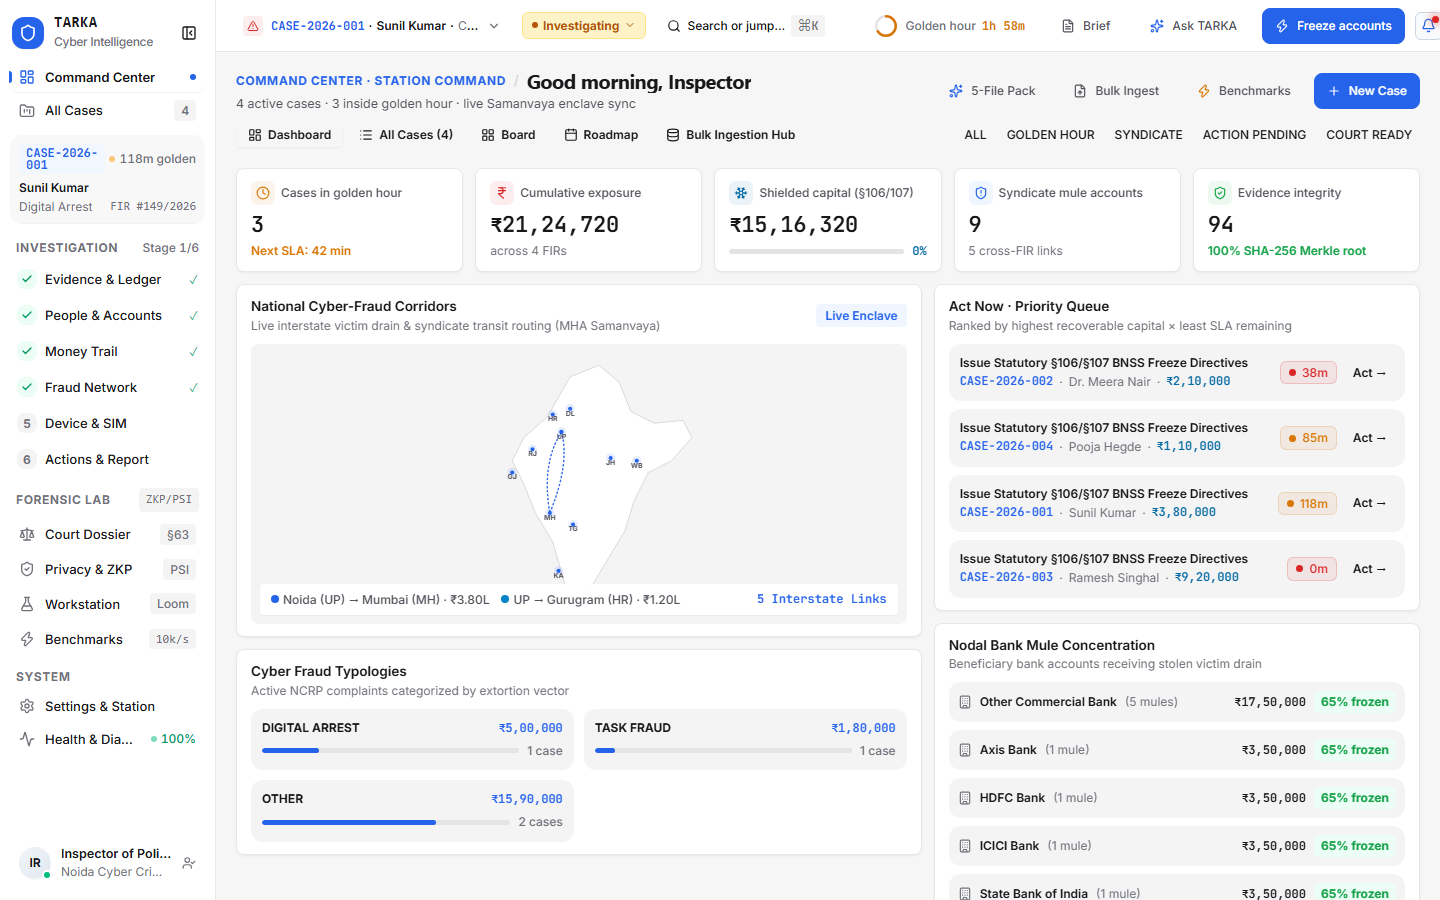 TARKA
Cyber Intelligence
Command Center
All Cases 4
CASE-2026-001
118m golden
Sunil Kumar
Digital Arrest FIR #149/2026
INVESTIGATION Stage 1/6
Evidence & Ledger ✓
People & Accounts ✓
Money Trail ✓
Fraud Network ✓
5 Device & SIM
6 Actions & Report
FORENSIC LAB ZKP/PSI
Court Dossier §63
Privacy & ZKP PSI
Workstation Loom
Benchmarks 10k/s
SYSTEM
Settings & Station
Health & Dia... 100%
IR Inspector of Poli...
Noida Cyber Cri...
CASE-2026-001 · Sunil Kumar · C...
Investigating
Search or jump... ⌘K
Golden hour 1h 58m
Brief
Ask TARKA
Freeze accounts
COMMAND CENTER · STATION COMMAND / Good morning, Inspector
4 active cases · 3 inside golden hour · live Samanvaya enclave sync
5-File Pack
Bulk Ingest
Benchmarks
New Case
Dashboard
All Cases (4)
Board
Roadmap
Bulk Ingestion Hub
ALL GOLDEN HOUR SYNDICATE ACTION PENDING COURT READY
Cases in golden hour
3
Next SLA: 42 min
Cumulative exposure
₹21,24,720
across 4 FIRs
Shielded capital (§106/107)
₹15,16,320
0%
Syndicate mule accounts
9
5 cross-FIR links
Evidence integrity
94
100% SHA-256 Merkle root
National Cyber-Fraud Corridors
Live interstate victim drain & syndicate transit routing (MHA Samanvaya)
Live Enclave
HR
DL
UP
RJ
JH
WB
GJ
MH
TG
KA
Noida (UP) → Mumbai (MH) · ₹3.80L
UP → Gurugram (HR) · ₹1.20L
5 Interstate Links
Cyber Fraud Typologies
Active NCRP complaints categorized by extortion vector
DIGITAL ARREST ₹5,00,000
1 case
TASK FRAUD ₹1,80,000
1 case
OTHER ₹15,90,000
2 cases
Act Now · Priority Queue
Ranked by highest recoverable capital × least SLA remaining
Issue Statutory §106/§107 BNSS Freeze Directives
CASE-2026-002 · Dr. Meera Nair · ₹2,10,000
38m Act →
Issue Statutory §106/§107 BNSS Freeze Directives
CASE-2026-004 · Pooja Hegde · ₹1,10,000
85m Act →
Issue Statutory §106/§107 BNSS Freeze Directives
CASE-2026-001 · Sunil Kumar · ₹3,80,000
118m Act →
Issue Statutory §106/§107 BNSS Freeze Directives
CASE-2026-003 · Ramesh Singhal · ₹9,20,000
0m Act →
Nodal Bank Mule Concentration
Beneficiary bank accounts receiving stolen victim drain
Other Commercial Bank (5 mules) ₹17,50,000 65% frozen
Axis Bank (1 mule) ₹3,50,000 65% frozen
HDFC Bank (1 mule) ₹3,50,000 65% frozen
ICICI Bank (1 mule) ₹3,50,000 65% frozen
State Bank of India (1 mule) ₹3,50,000 65% frozen